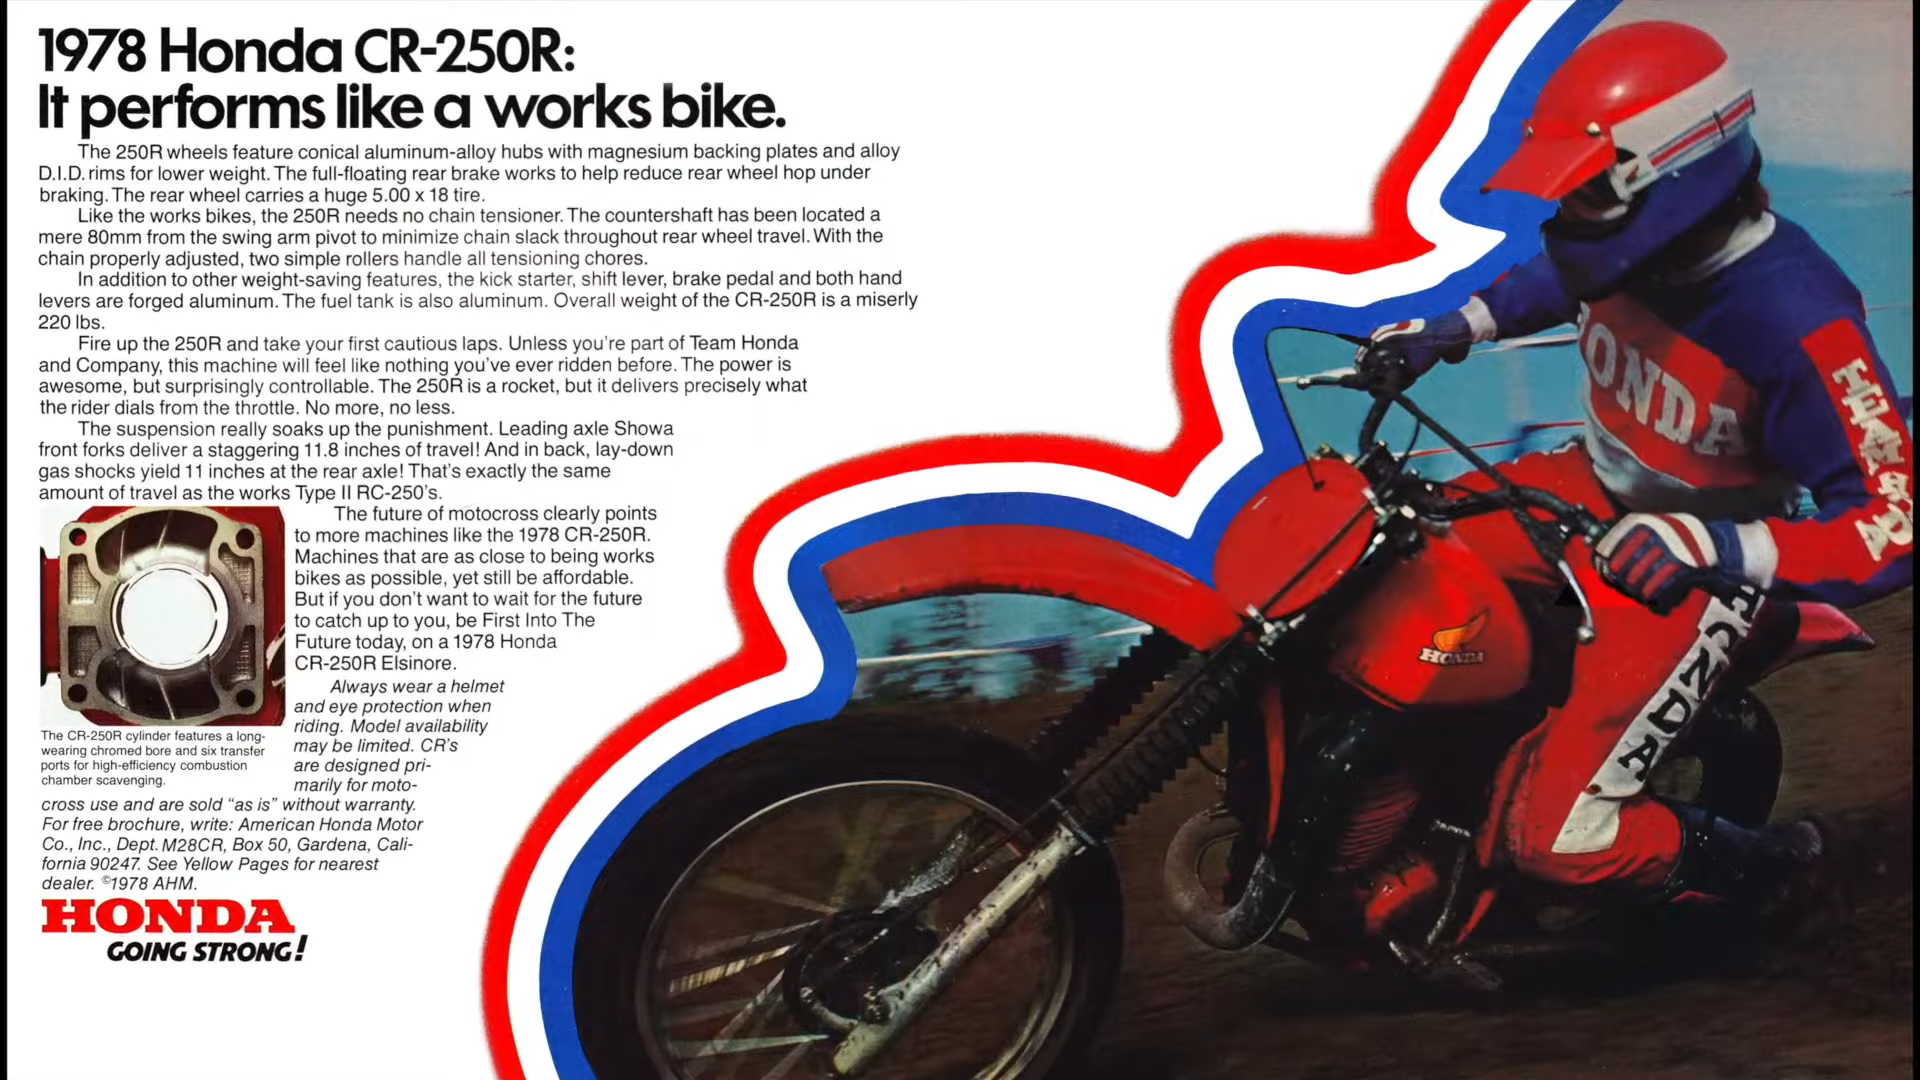 1978 Honda CR-250R:
It performs like a works bike.
The 250R wheels feature conical aluminum-alloy hubs with magnesium backing plates and alloy
D.I.D. rims for lower weight. The full-floating rear brake works to help reduce rear wheel hop under
braking. The rear wheel carries a huge 5.00 x 18 tire.
Like the works bikes, the 250R needs no chain tensioner. The countershaft has been located a
mere 80mm from the swing arm pivot to minimize chain slack throughout rear wheel travel. With the
chain properly adjusted, two simple rollers handle all tensioning chores.
In addition to other weight-saving features, the kick starter, shift lever, brake pedal and both hand
levers are forged aluminum. The fuel tank is also aluminum. Overall weight of the CR-250R is a miserly
220 lbs.
Fire up the 250R and take your first cautious laps. Unless you're part of Team Honda
and Company, this machine will feel like nothing you've ever ridden before. The power is
awesome, but surprisingly controllable. The 250R is a rocket, but it delivers precisely what
the rider dials from the throttle. No more, no less.
The suspension really soaks up the punishment. Leading axle Showa
front forks deliver a staggering 11.8 inches of travel! And in back, lay-down
gas shocks yield 11 inches at the rear axle! That's exactly the same
amount of travel as the works Type II RC-250's.
The future of motocross clearly points
to more machines like the 1978 CR-250R.
Machines that are as close to being works
bikes as possible, yet still be affordable.
But if you don't want to wait for the future
to catch up to you, be First Into The
Future today, on a 1978 Honda
CR-250R Elsinore.
Always wear a helmet
and eye protection when
riding. Model availability
may be limited. CR's
are designed pri-
marily for moto-
cross use and are sold "as is" without warranty.
For free brochure, write: American Honda Motor
Co., Inc., Dept. M28CR, Box 50, Gardena, Cali-
fornia 90247. See Yellow Pages for nearest
dealer. ©1978 AHM.
The CR-250R cylinder features a long-
wearing chromed bore and six transfer
ports for high-efficiency combustion
chamber scavenging.
HONDA
GOING STRONG!
HONDA
TEAM
HONDA
HONDA